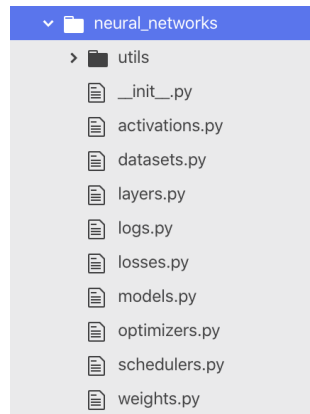 neural_networks
utils
__init__.py
activations.py
datasets.py
layers.py
logs.py
losses.py
models.py
optimizers.py
schedulers.py
weights.py